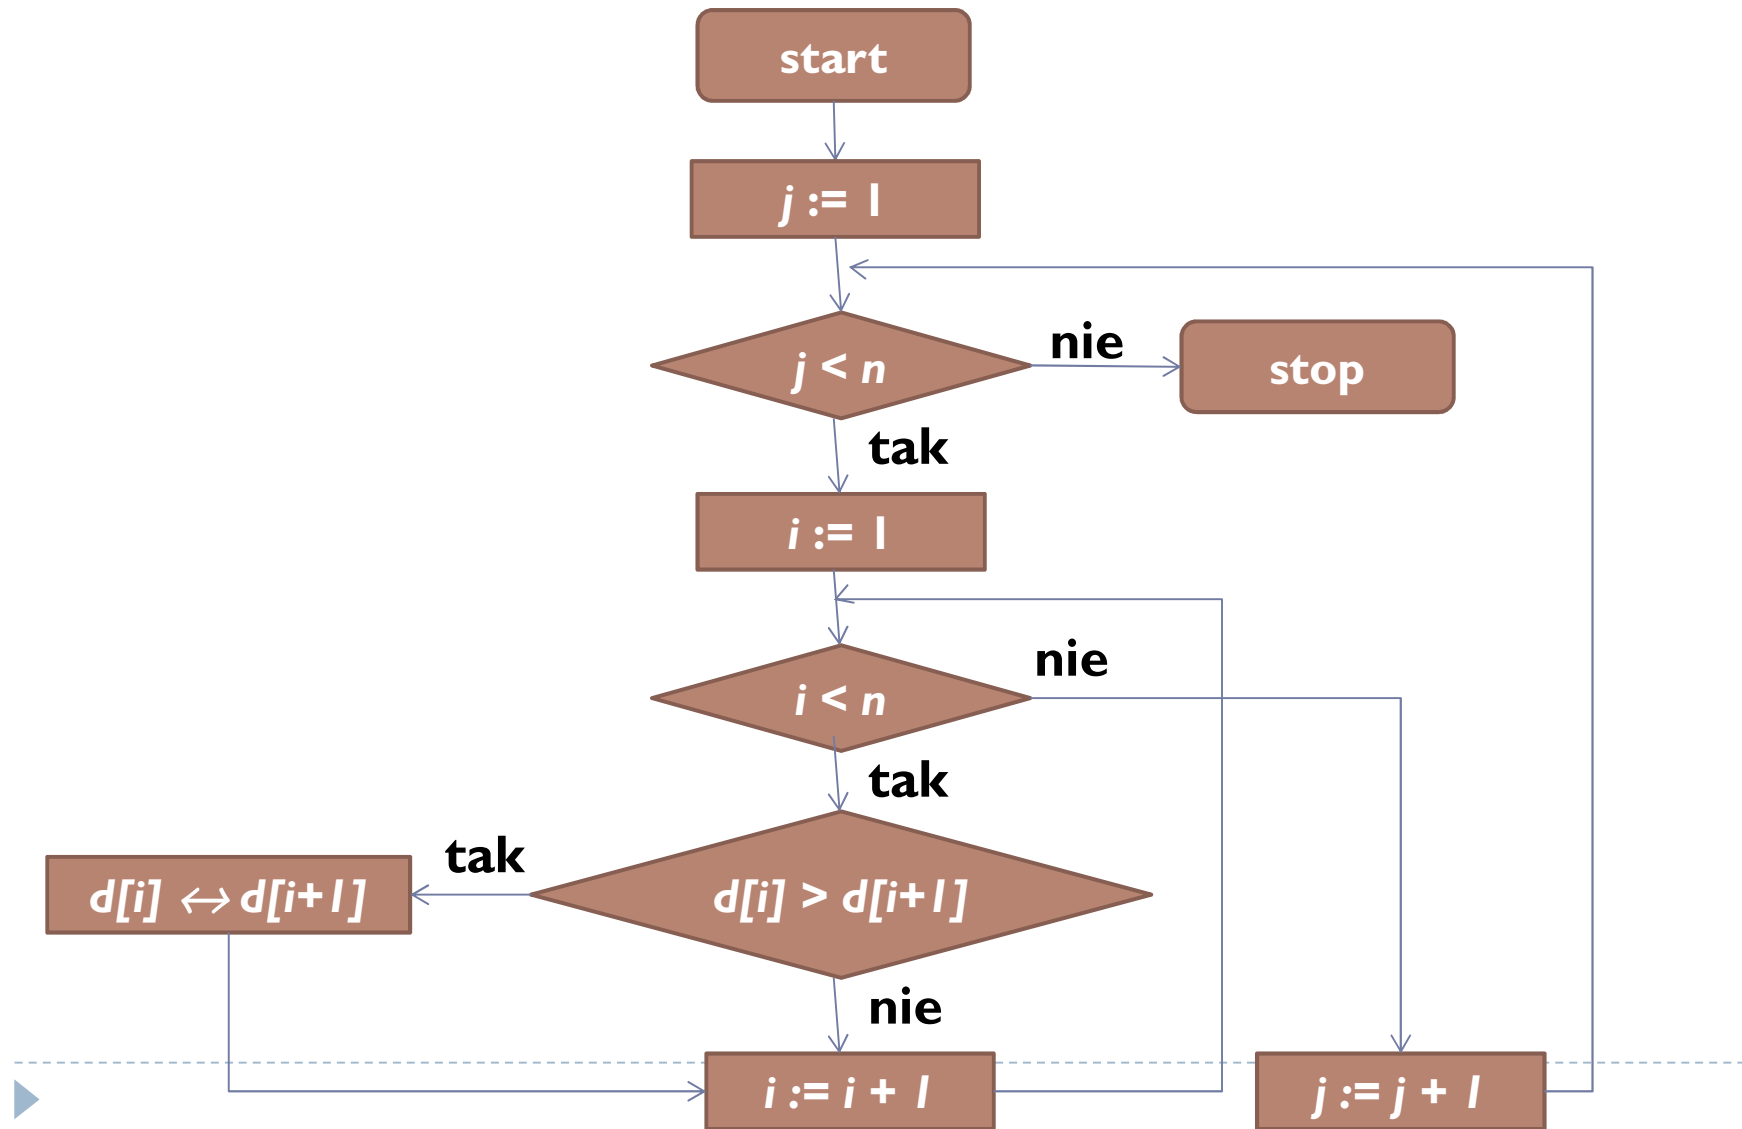 start
j := 1
j < n
nie
stop
tak
i := 1
i < n
nie
tak
d[i] > d[i+1]
tak
d[i] ↔ d[i+1]
nie
i := i + 1
j := j + 1